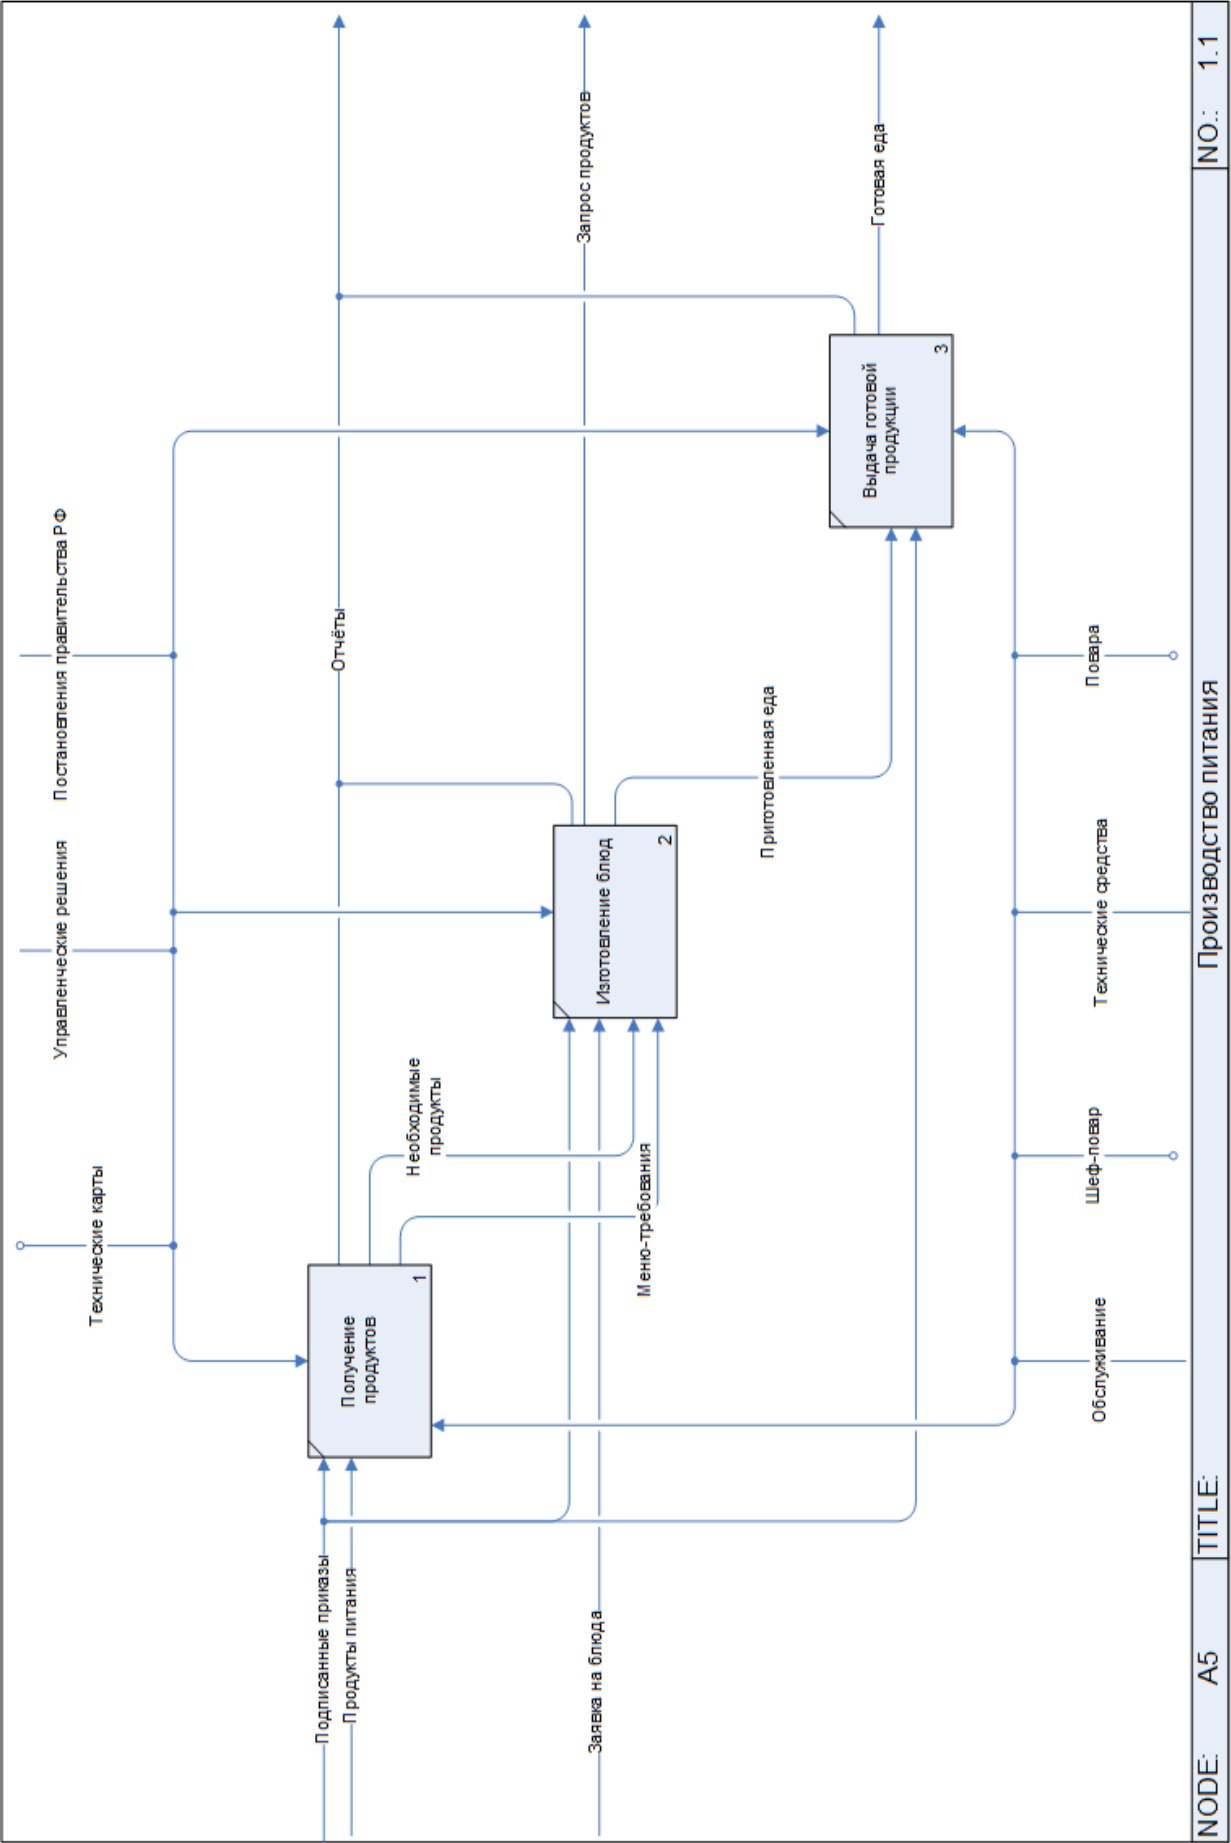 Технические карты
Управленческие решения
Постановления правительства РФ
Подписанные приказы
Продукты питания
Получение
продуктов
1
Отчёты
Необходимые
продукты
Заявка на блюда
Меню-требования
Изготовление блюд
2
Запрос продуктов
Приготовленная еда
Выдача готовой
продукции
3
Готовая еда
Обслуживание
Шеф-повар
Технические средства
Повара
NODE: A5
TITLE: Производство питания
NO.: 1.1